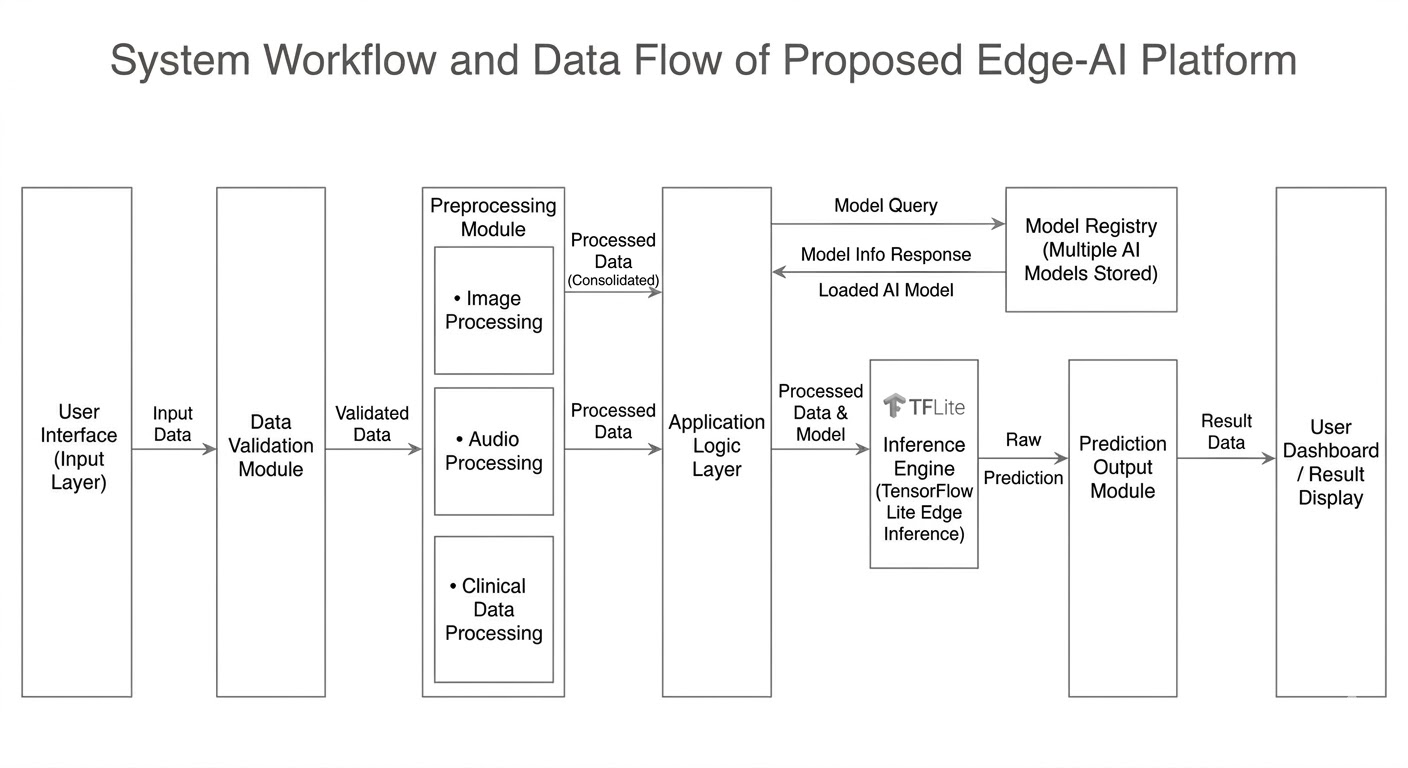 System Workflow and Data Flow of Proposed Edge-AI Platform
User
Interface
(Input
Layer)
Input
Data
Data
Validation
Module
Validated
Data
Preprocessing
Module
• Image
Processing
• Audio
Processing
• Clinical
Data
Processing
Processed
Data
(Consolidated)
Processed
Data
Application
Logic
Layer
Model Query
Model Info Response
Loaded AI Model
Model Registry
(Multiple AI
Models Stored)
Processed
Data &
Model
TFLite
Inference
Engine
(TensorFlow
Lite Edge
Inference)
Raw
Prediction
Prediction
Output
Module
Result
Data
User
Dashboard
/ Result
Display